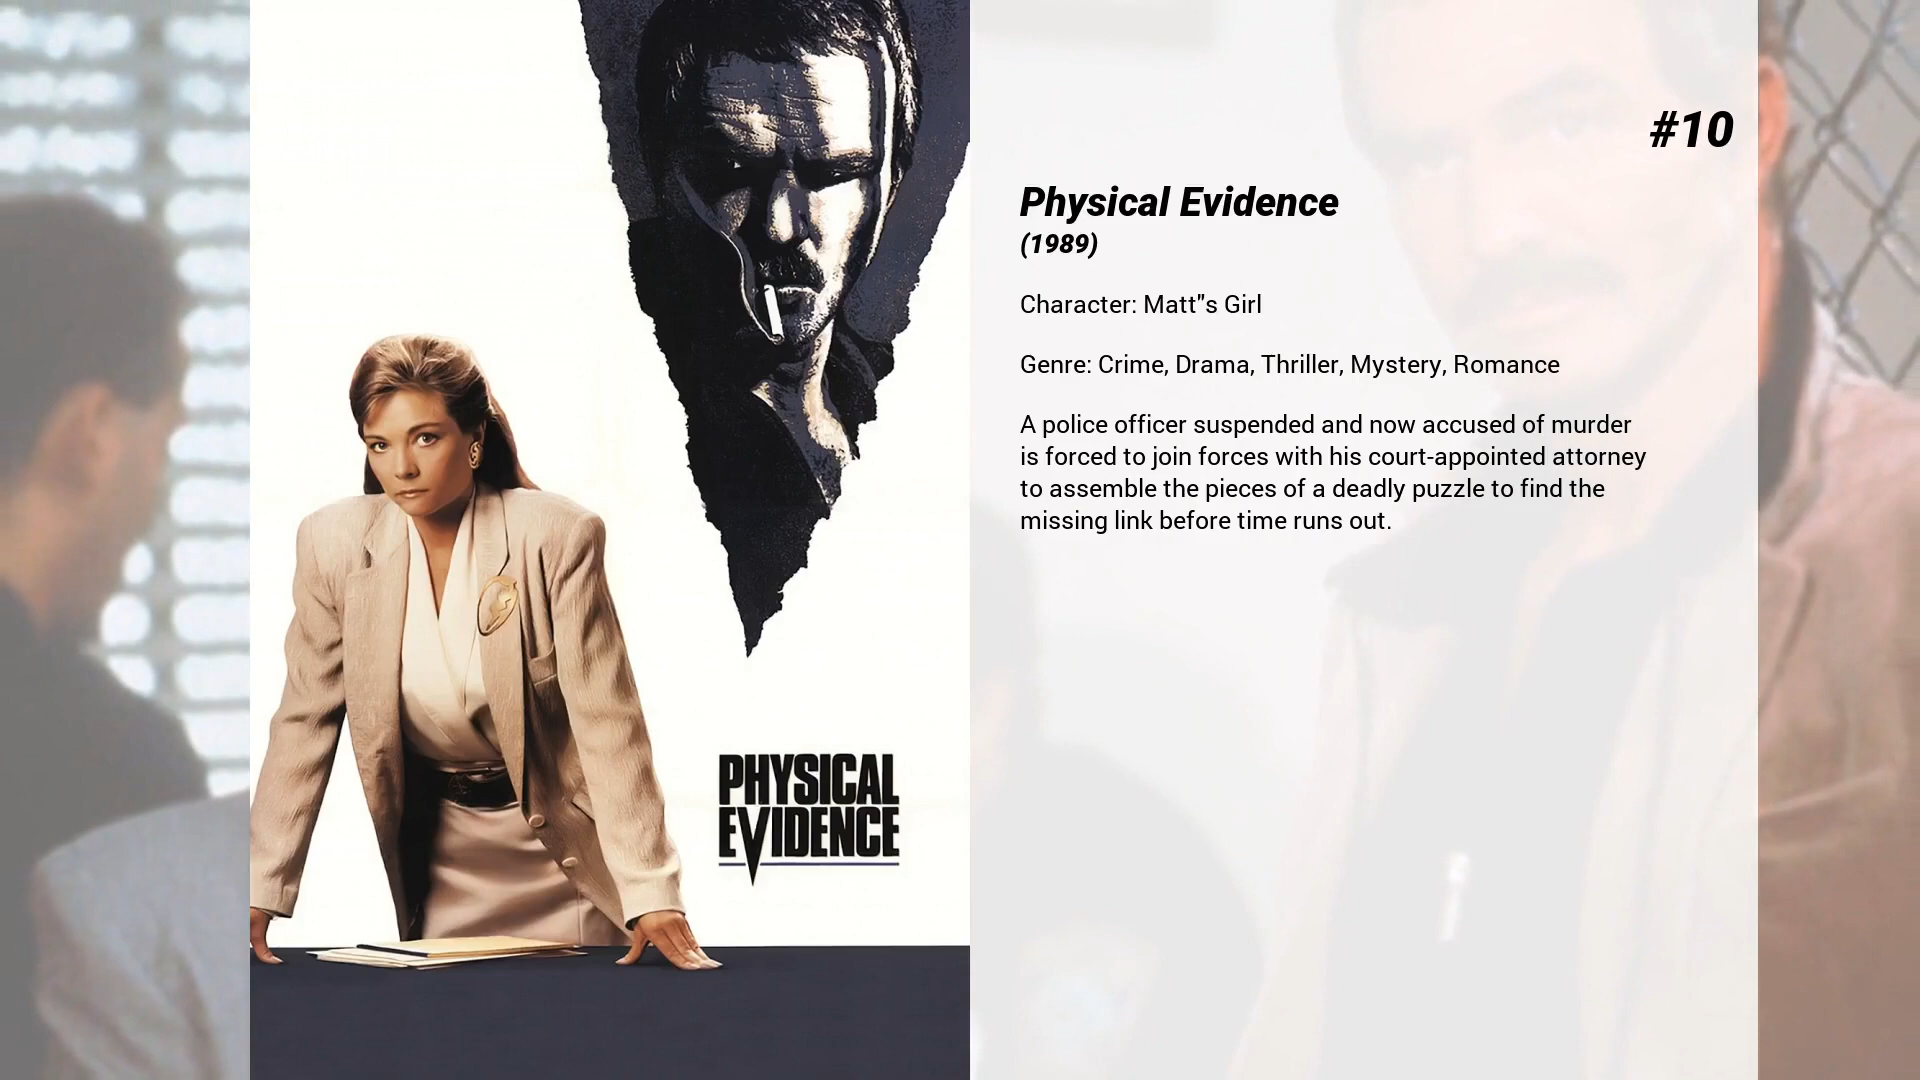 #10
Physical Evidence
(1989)
Character: Matt"s Girl
Genre: Crime, Drama, Thriller, Mystery, Romance
A police officer suspended and now accused of murder
is forced to join forces with his court-appointed attorney
to assemble the pieces of a deadly puzzle to find the
missing link before time runs out.
PHYSICAL
EVIDENCE